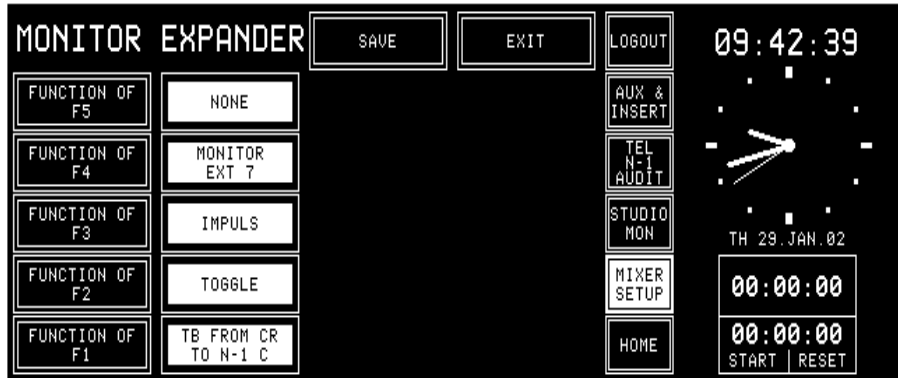 MONITOR EXPANDER
SAVE
EXIT
LOGOUT
09:42:39
FUNCTION OF
F5
NONE
AUX &
INSERT
FUNCTION OF
F4
MONITOR
EXT 7
TEL
N-1
AUDIT
FUNCTION OF
F3
IMPULS
STUDIO
MON
TH 29.JAN.02
FUNCTION OF
F2
TOGGLE
MIXER
SETUP
00:00:00
FUNCTION OF
F1
TB FROM CR
TO N-1 C
HOME
00:00:00
START
RESET